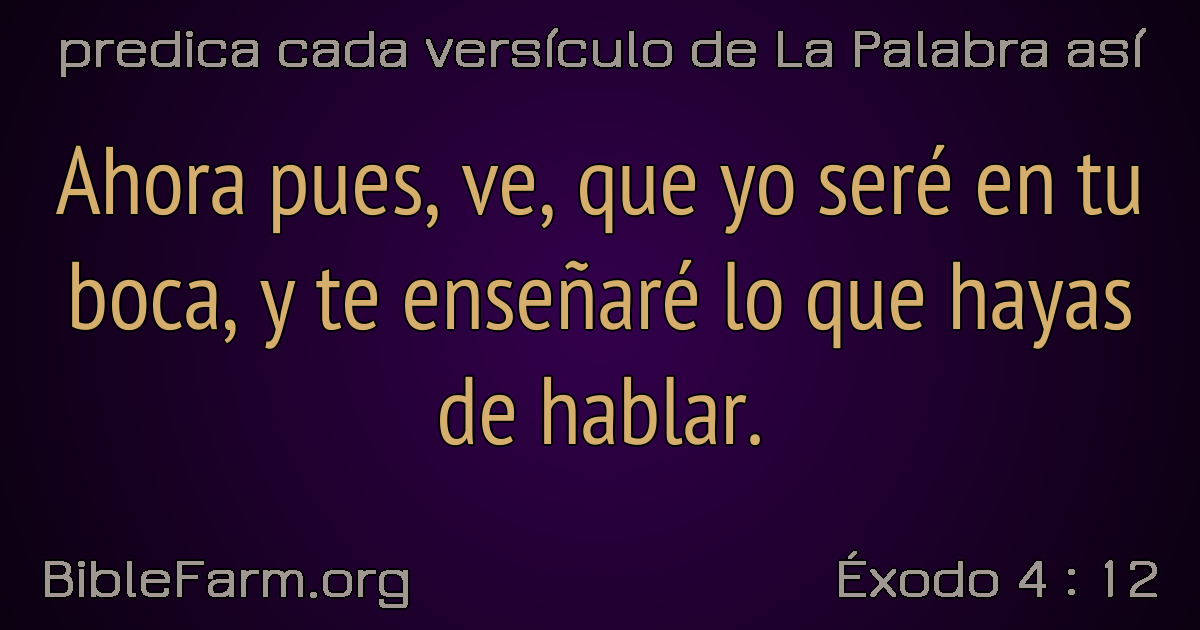 predica cada versículo de La Palabra así
Ahora pues, ve, que yo seré en tu
boca, y te enseñaré lo que hayas
de hablar.
BibleFarm.org
Éxodo 4 : 12